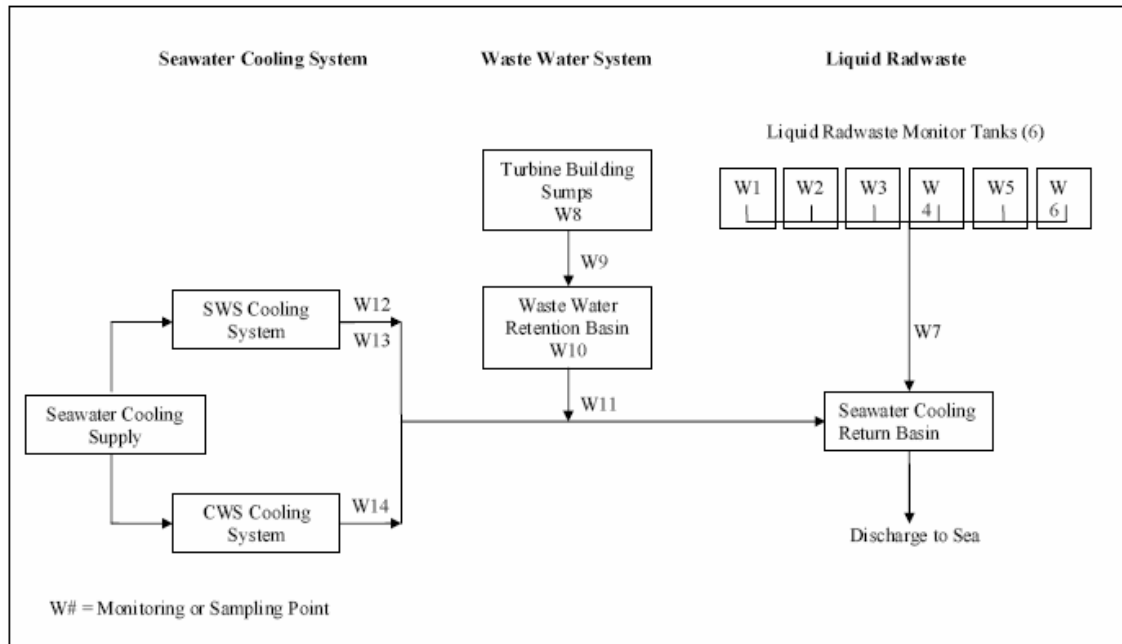 Seawater Cooling System
Waste Water System
Liquid Radwaste
Liquid Radwaste Monitor Tanks (6)
Turbine Building
Sumps
W8
W1
W2
W3
W
4
W5
W
6
W9
SWS Cooling
System
W12
W13
Waste Water
Retention Basin
W10
W7
Seawater Cooling
Supply
W11
Seawater Cooling
Return Basin
CWS Cooling
System
W14
Discharge to Sea
W# = Monitoring or Sampling Point